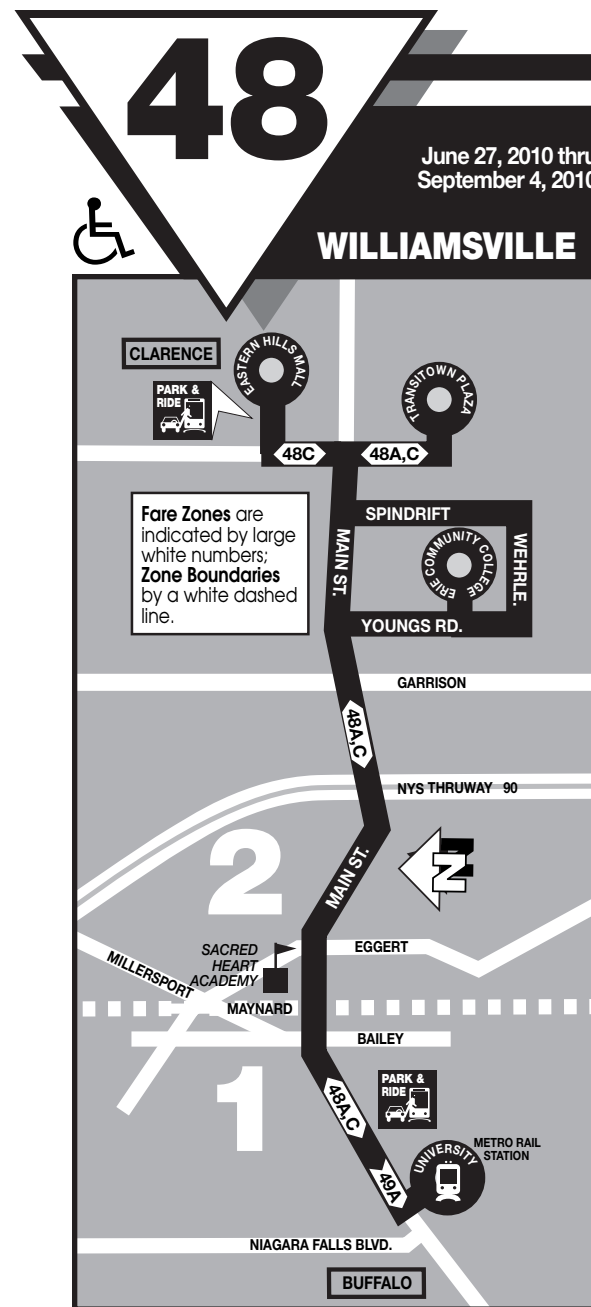 48
June 27, 2010 thru
September 4, 2010
WILLIAMSVILLE
CLARENCE
EASTERN HILLS MALL
TRANSITOWN PLAZA
PARK &
RIDE
48C
48A,C
Fare Zones are
indicated by large
white numbers;
Zone Boundaries
by a white dashed
line.
MAIN ST.
SPINDRIFT
ERIE COMMUNITY COLLEGE
WEHRLE.
YOUNGS RD.
GARRISON
48A,C
NYS THRUWAY 90
2
MAIN ST.
N
SACRED
HEART
ACADEMY
EGGERT
MILLERSPORT
MAYNARD
BAILEY
1
PARK &
RIDE
48A,C
49A
UNIVERSITY
METRO RAIL
STATION
NIAGARA FALLS BLVD.
BUFFALO